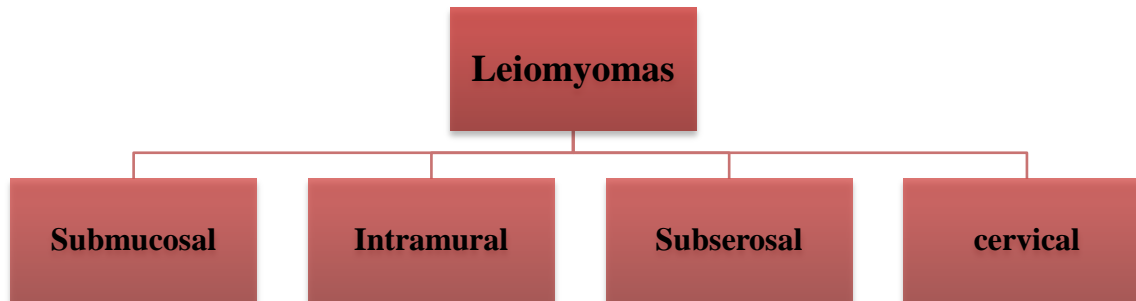 Leiomyomas
Submucosal
Intramural
Subserosal
cervical